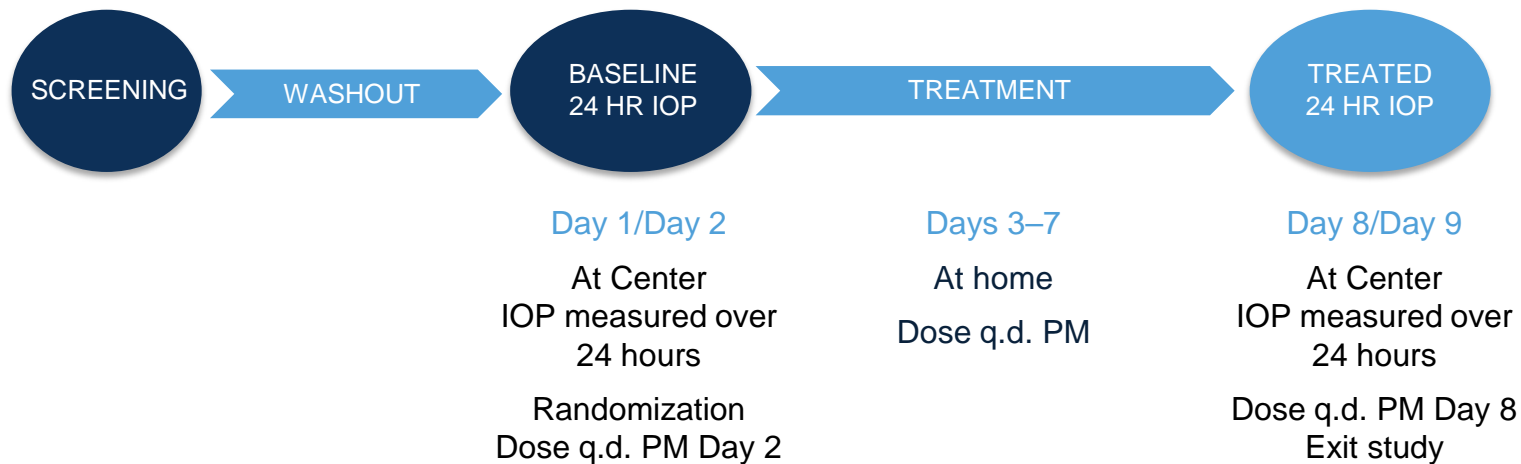 SCREENING
WASHOUT
BASELINE
24 HR IOP
TREATMENT
TREATED
24 HR IOP
Day 1/Day 2
At Center
IOP measured over
24 hours
Randomization
Dose q.d. PM Day 2
Days 3–7
At home
Dose q.d. PM
Day 8/Day 9
At Center
IOP measured over
24 hours
Dose q.d. PM Day 8
Exit study